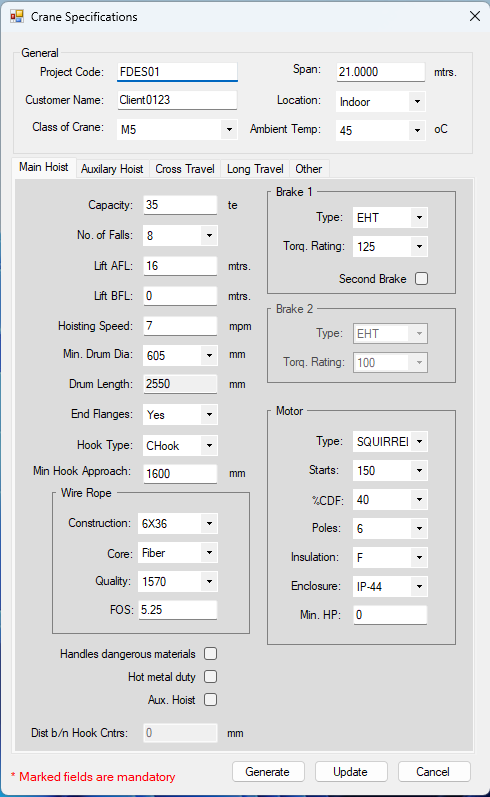 Crane Specifications
General
Project Code: FDES01 Span: 21.0000 mtrs.
Customer Name: Client0123 Location: Indoor
Class of Crane: M5 Ambient Temp: 45 oC
Main Hoist Auxilary Hoist Cross Travel Long Travel Other
Capacity: 35 te
No. of Falls: 8
Lift AFL: 16 mtrs.
Lift BFL: 0 mtrs.
Hoisting Speed: 7 mpm
Min. Drum Dia: 605 mm
Drum Length: 2550 mm
End Flanges: Yes
Hook Type: CHook
Min Hook Approach: 1600 mm
Wire Rope
Construction: 6X36
Core: Fiber
Quality: 1570
FOS: 5.25
Handles dangerous materials
Hot metal duty
Aux. Hoist
Dist b/n Hook Cntrs: 0 mm
Brake 1
Type: EHT
Torq. Rating: 125
Second Brake
Brake 2
Type: EHT
Torq. Rating: 100
Motor
Type: SQUIRREI
Starts: 150
%CDF: 40
Poles: 6
Insulation: F
Enclosure: IP-44
Min. HP: 0
* Marked fields are mandatory
Generate Update Cancel